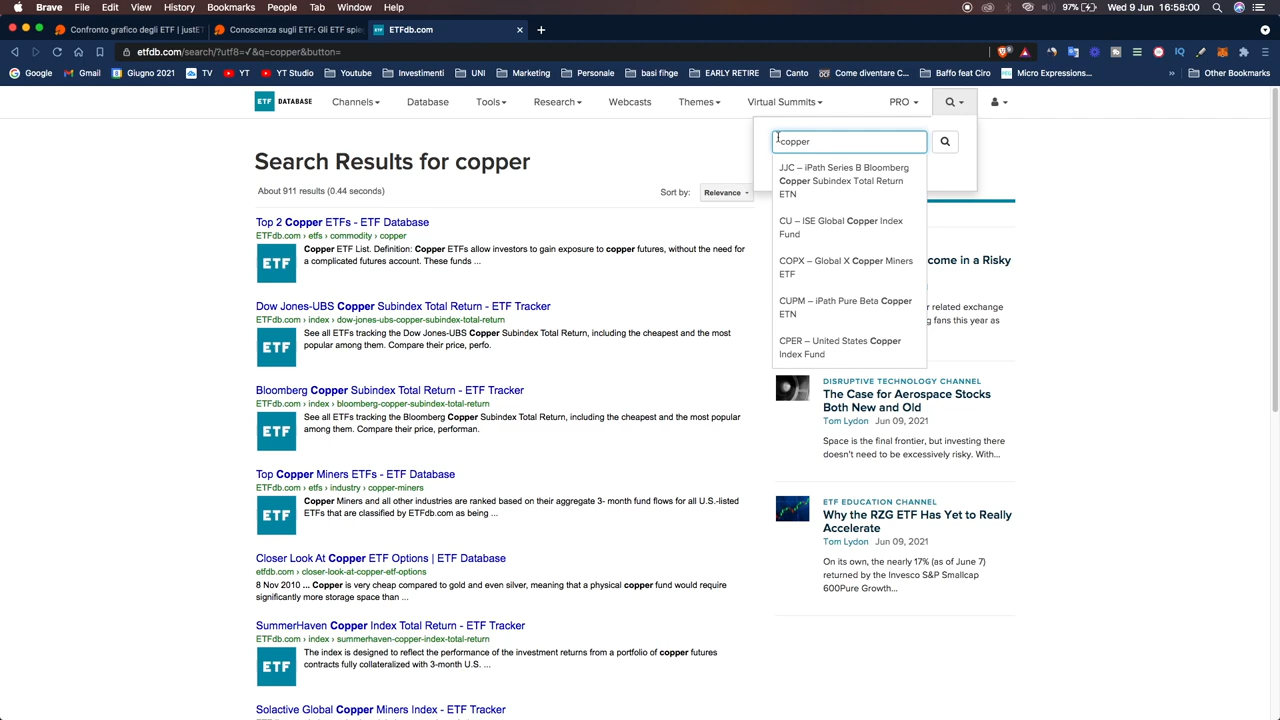 Brave File Edit View History Bookmarks People Tab Window Help Wed 9 Jun 16:58:00
Confronto grafico degli ETF | justET
Conoscenza sugli ETF: Gli ETF spieg
ETFdb.com
etfdb.com/search/?utf8=✓&q=copper&button=
Google Gmail Giugno 2021 TV YT YT Studio Youtube Investimenti UNI Marketing Personale basi fihge EARLY RETIRE Canto Come diventare C... Baffo feat Ciro Micro Expressions... » Other Bookmarks
ETF DATABASE Channels Database Tools Research Webcasts Themes Virtual Summits PRO
copper
JJC – iPath Series B Bloomberg
Copper Subindex Total Return
ETN
CU – ISE Global Copper Index
Fund
COPX – Global X Copper Miners
ETF
CUPM – iPath Pure Beta Copper
ETN
CPER – United States Copper
Index Fund
Search Results for copper
About 911 results (0.44 seconds)
Sort by: Relevance
Top 2 Copper ETFs - ETF Database
ETFdb.com › etfs › commodity › copper
ETF
Copper ETF List. Definition: Copper ETFs allow investors to gain exposure to copper futures, without the need for
a complicated futures account. These funds ...
Dow Jones-UBS Copper Subindex Total Return - ETF Tracker
ETFdb.com › index › dow-jones-ubs-copper-subindex-total-return
ETF
See all ETFs tracking the Dow Jones-UBS Copper Subindex Total Return, including the cheapest and the most
popular among them. Compare their price, perfo.
Bloomberg Copper Subindex Total Return - ETF Tracker
ETFdb.com › index › bloomberg-copper-subindex-total-return
ETF
See all ETFs tracking the Bloomberg Copper Subindex Total Return, including the cheapest and the most popular
among them. Compare their price, performan.
Top Copper Miners ETFs - ETF Database
ETFdb.com › etfs › industry › copper-miners
ETF
Copper Miners and all other industries are ranked based on their aggregate 3- month fund flows for all U.S.-listed
ETFs that are classified by ETFdb.com as being ...
Closer Look At Copper ETF Options | ETF Database
etfdb.com › closer-look-at-copper-etf-options
8 Nov 2010 ... Copper is very cheap compared to gold and even silver, meaning that a physical copper fund would require
significantly more storage space than ...
SummerHaven Copper Index Total Return - ETF Tracker
ETFdb.com › index › summerhaven-copper-index-total-return
ETF
The index is designed to reflect the performance of the investment returns from a portfolio of copper futures
contracts fully collateralized with 3-month U.S. ...
Solactive Global Copper Miners Index - ETF Tracker
come in a Risky
r related exchange
g fans this year as
DISRUPTIVE TECHNOLOGY CHANNEL
The Case for Aerospace Stocks
Both New and Old
Tom Lydon Jun 09, 2021
Space is the final frontier, but investing there
doesn't need to be excessively risky. With...
ETF EDUCATION CHANNEL
Why the RZG ETF Has Yet to Really
Accelerate
Tom Lydon Jun 09, 2021
On its own, the nearly 17% (as of June 7)
returned by the Invesco S&P Smallcap
600Pure Growth...